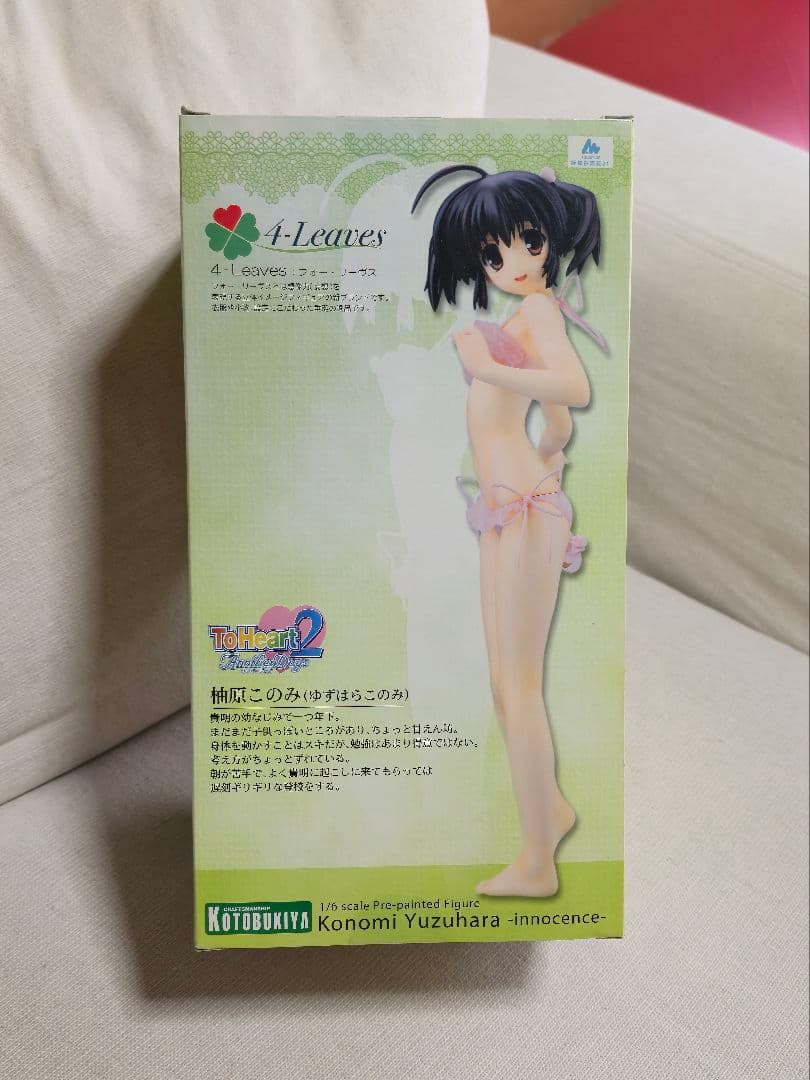 4-Leaves
4-Leaves：フォー・リーヴス
ToHeart2
Another Days
柚原このみ(ゆずはらこのみ)
貴明の幼なじみで一つ年下。
まだまだ子供っぽいところがあり、ちょっと甘えん坊。
身体を動かすことはスキだが、勉強はあまり得意ではない。
考え方がちょっとずれている。
朝が苦手で、よく貴明に起こしに来てもらっては
遅刻ギリギリな登校をする。
CRAFTSMANSHIP
KOTOBUKIYA
1/6 scale Pre-painted Figure
Konomi Yuzuhara -innocence-